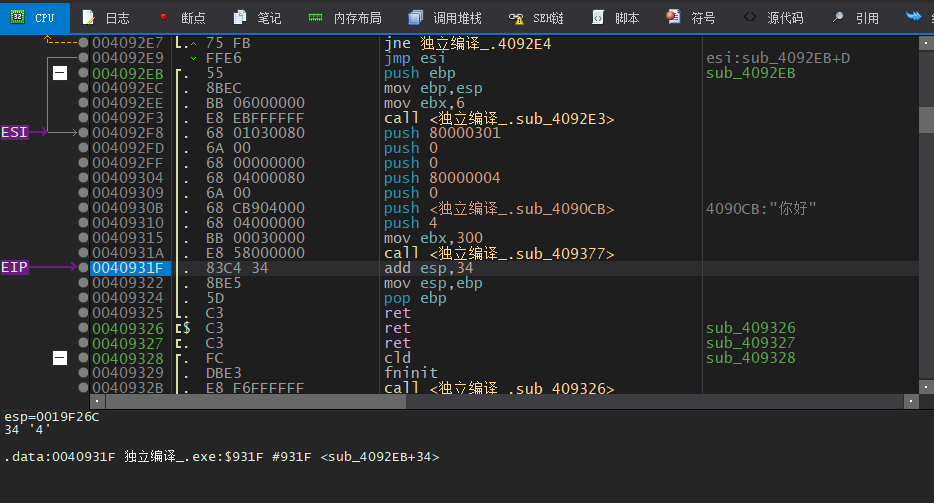 CPU 日志 断点 笔记 内存布局 调用堆栈 SEH链 脚本 符号 源代码 引用
004092E7 75 FB jne 独立编译_.4092E4
004092E9 FFE6 jmp esi esi:sub_4092EB+D
004092EB 55 push ebp sub_4092EB
004092EC 8BEC mov ebp,esp
004092EE BB 06000000 mov ebx,6
004092F3 E8 EBFFFFFF call <独立编译_.sub_4092E3>
ESI 004092F8 68 01030080 push 80000301
004092FD 6A 00 push 0
004092FF 68 00000000 push 0
00409304 68 04000080 push 80000004
00409309 6A 00 push 0
0040930B 68 CB904000 push <独立编译_.sub_4090CB> 4090CB:"你好"
00409310 68 04000000 push 4
00409315 BB 00030000 mov ebx,300
0040931A E8 58000000 call <独立编译_.sub_409377>
EIP 0040931F 83C4 34 add esp,34
00409322 8BE5 mov esp,ebp
00409324 5D pop ebp
00409325 C3 ret
00409326 $ C3 ret sub_409326
00409327 . C3 ret sub_409327
00409328 FC cld sub_409328
00409329 DBE3 fninit
0040932B E8 F6FFFFFF call <独立编译_.sub_409326>
esp=0019F26C
34 '4'
.data:0040931F 独立编译_.exe:$931F #931F <sub_4092EB+34>